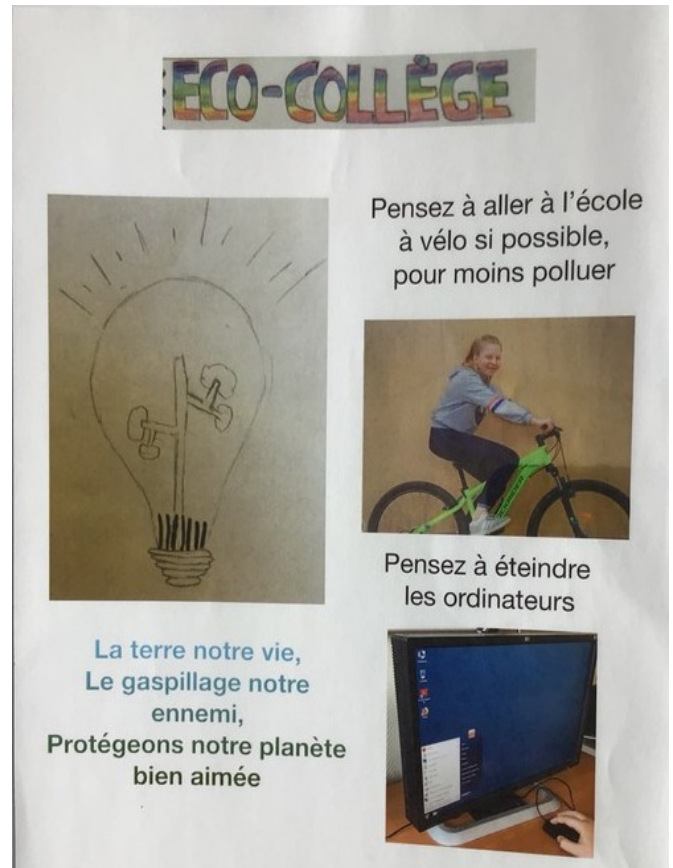 ECO-COLLÈGE
Pensez à aller à l'école
à vélo si possible,
pour moins polluer
Pensez à éteindre
les ordinateurs
La terre notre vie,
Le gaspillage notre
ennemi,
Protégeons notre planète
bien aimée